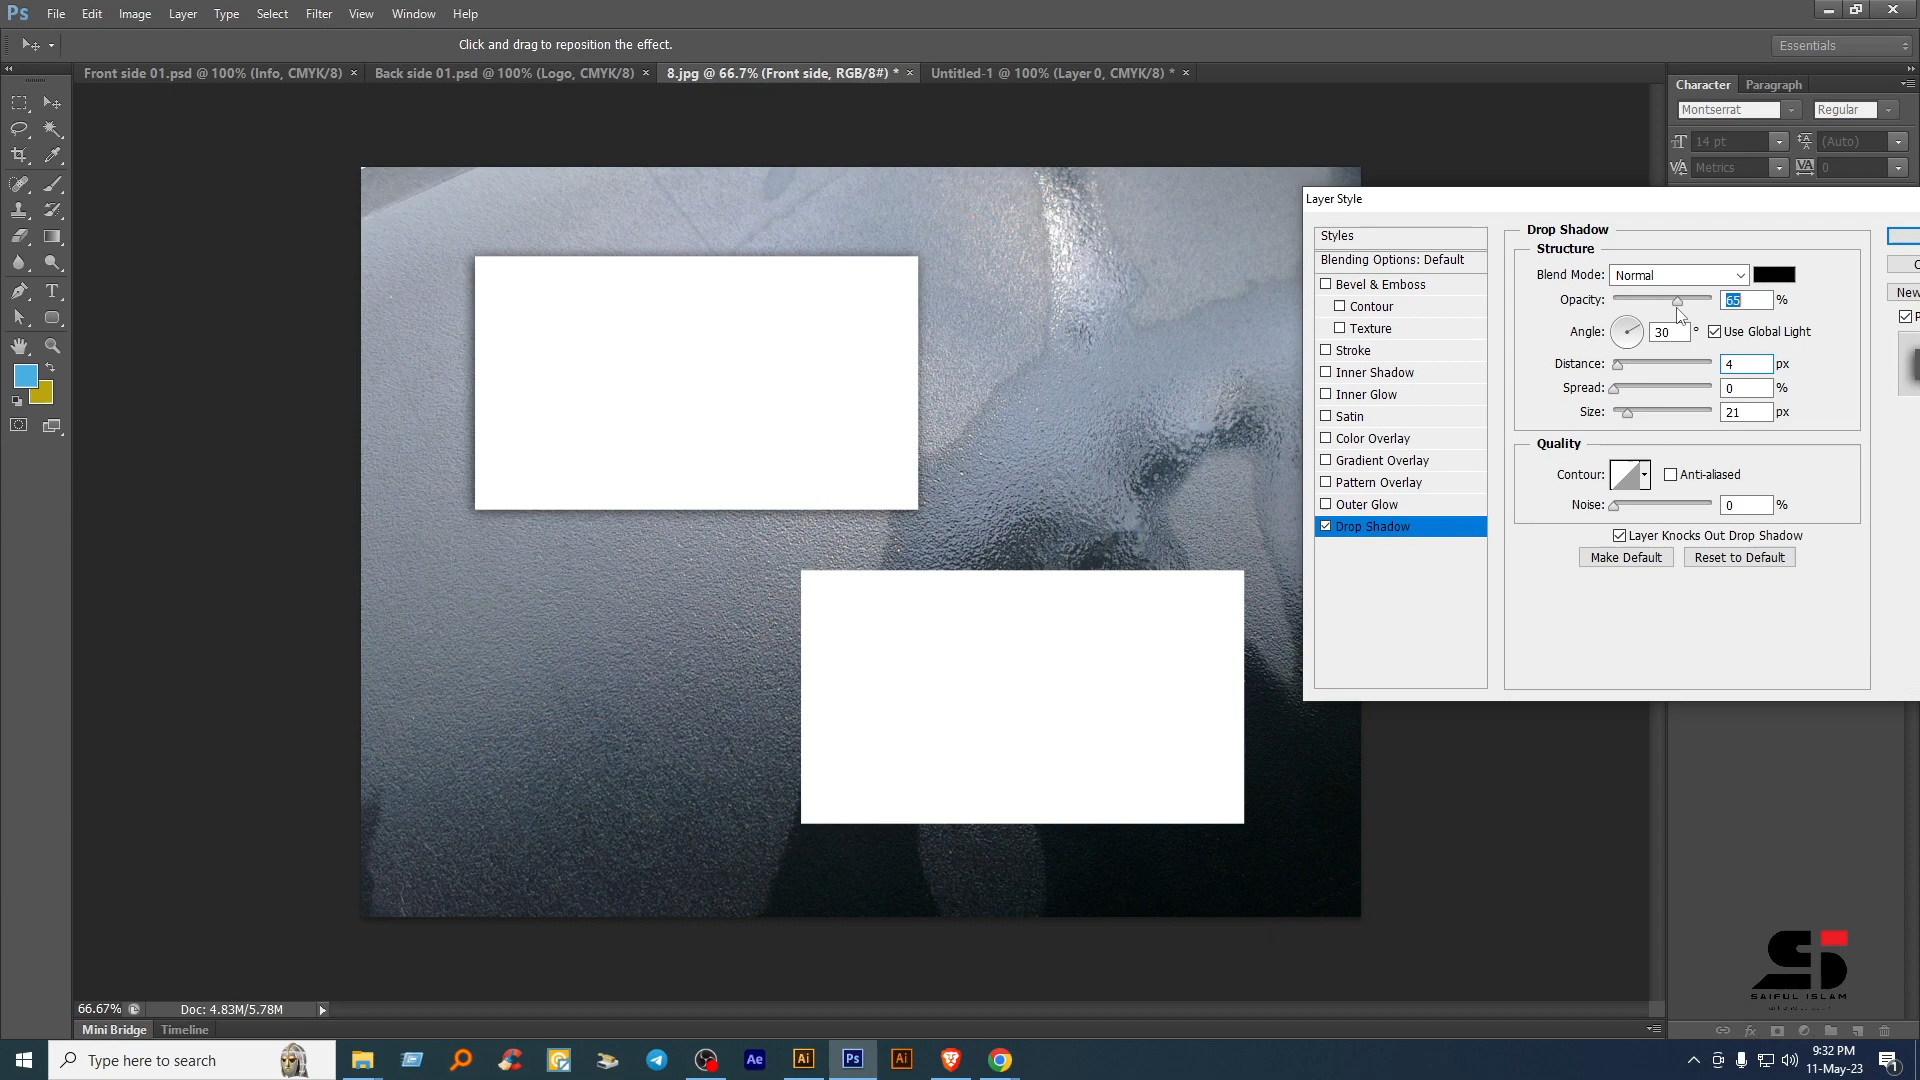 Ps File Edit Image Layer Type Select Filter View Window Help
Click and drag to reposition the effect.
Essentials
Front side 01.psd @ 100% (Info, CMYK/8) × Back side 01.psd @ 100% (Logo, CMYK/8) × 8.jpg @ 66.7% (Front side, RGB/8#) * × Untitled-1 @ 100% (Layer 0, CMYK/8) * ×
Character Paragraph
Montserrat Regular
14 pt (Auto)
Metrics 0
Layer Style
Styles
Blending Options: Default
Bevel & Emboss
Contour
Texture
Stroke
Inner Shadow
Inner Glow
Satin
Color Overlay
Gradient Overlay
Pattern Overlay
Outer Glow
Drop Shadow
Drop Shadow
Structure
Blend Mode: Normal
Opacity: 65 %
Angle: 30 ° Use Global Light
Distance: 4 px
Spread: 0 %
Size: 21 px
Quality
Contour: Anti-aliased
Noise: 0 %
Layer Knocks Out Drop Shadow
Make Default Reset to Default
C
New
P
SAIFUL ISLAM
66.67% Doc: 4.83M/5.78M
Mini Bridge Timeline
Type here to search
Ae Ai Ps Ai
9:32 PM
11-May-23
1